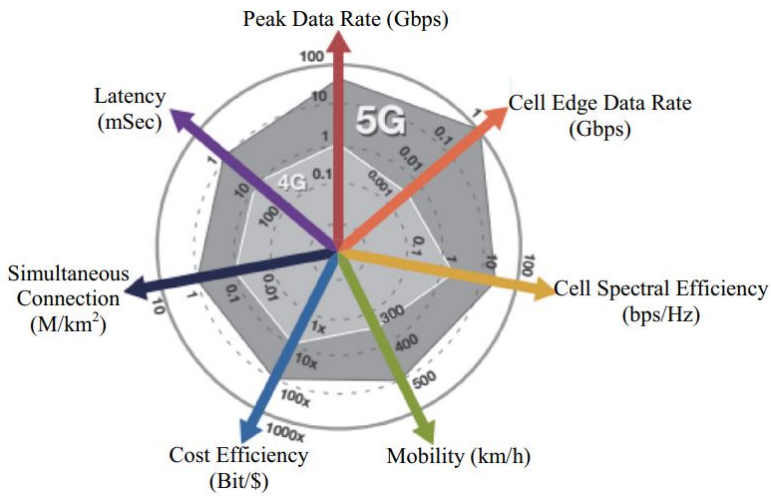 Peak Data Rate (Gbps)
100
10
1
0.1
5G
4G
Cell Edge Data Rate
(Gbps)
1
0.1
0.01
0.001
Cell Spectral Efficiency
(bps/Hz)
0.1
1
10
100
Mobility (km/h)
300
400
500
Cost Efficiency
(Bit/$)
1x
10x
100x
1000x
Simultaneous
Connection
(M/km²)
0.01
0.1
1
10
Latency
(mSec)
1
10
100